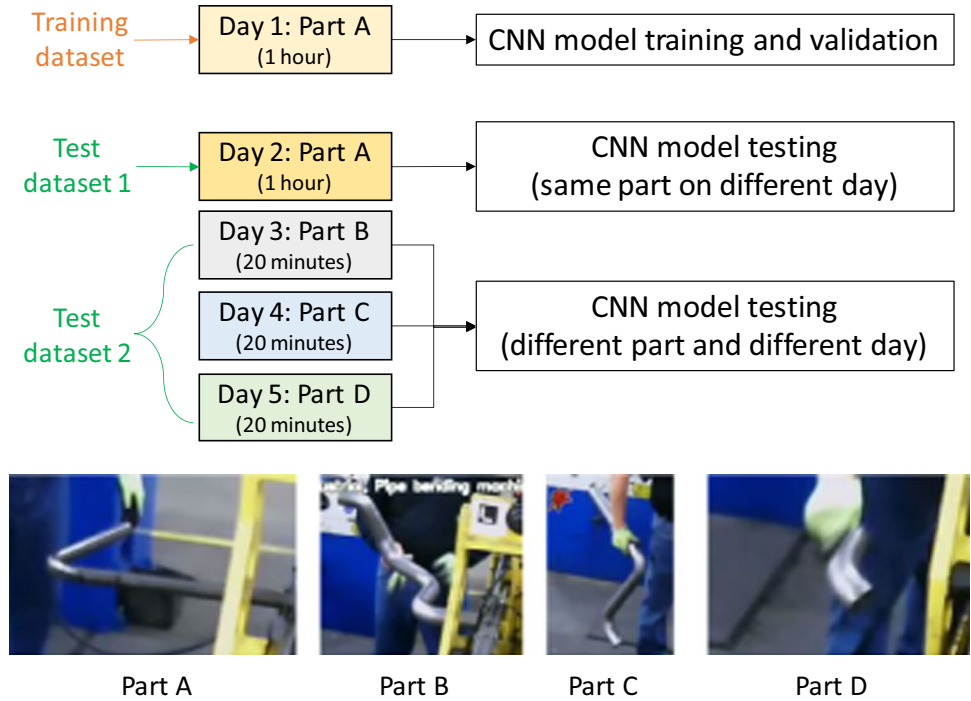 Training
dataset
Day 1: Part A
(1 hour)
CNN model training and validation
Test
dataset 1
Day 2: Part A
(1 hour)
CNN model testing
(same part on different day)
Test
dataset 2
Day 3: Part B
(20 minutes)
Day 4: Part C
(20 minutes)
Day 5: Part D
(20 minutes)
CNN model testing
(different part and different day)
Pipe bending machi
Part A
Part B
Part C
Part D